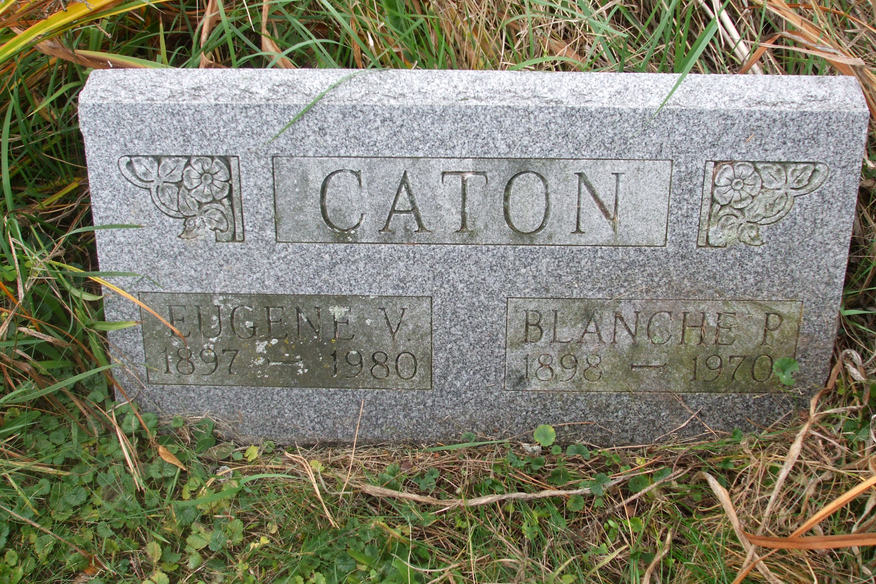 CATON
EUGENE V
1897 – 1980
BLANCHE P
1898 – 1970